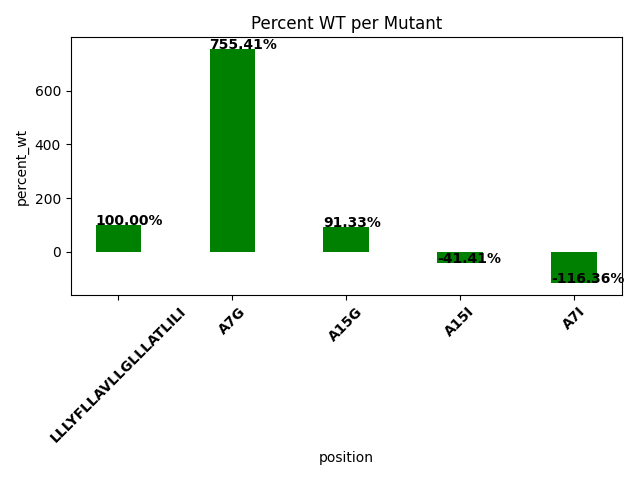 Percent WT per Mutant
percent_wt
600
400
200
0
755.41%
100.00%
91.33%
-41.41%
-116.36%
LLLYFLLAVLLGLLLATLILI
A7G
A15G
A15I
A7I
position